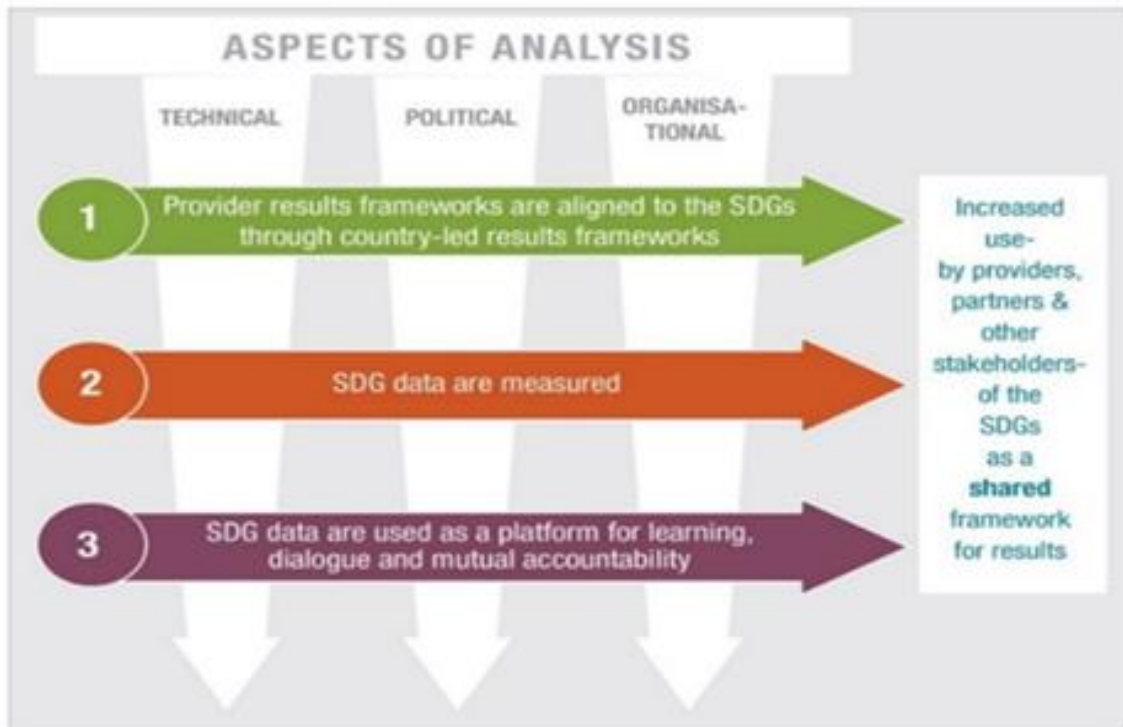 ASPECTS OF ANALYSIS
TECHNICAL
POLITICAL
ORGANISA-
TIONAL
1
Provider results frameworks are aligned to the SDGs
through country-led results frameworks
2
SDG data are measured
3
SDG data are used as a platform for learning,
dialogue and mutual accountability
Increased
use-
by providers,
partners &
other
stakeholders-
of the
SDGs
as a
shared
framework
for results